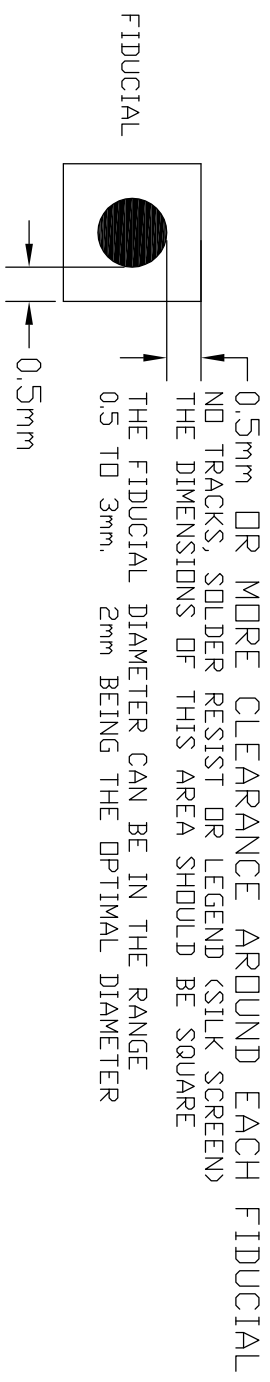 FIDUCIAL
0.5mm OR MORE CLEARANCE AROUND EACH FIDUCIAL
NO TRACKS, SOLDER RESIST OR LEGEND (SILK SCREEN)
THE DIMENSIONS OF THIS AREA SHOULD BE SQUARE
THE FIDUCIAL DIAMETER CAN BE IN THE RANGE
0.5 TO 3mm. 2mm BEING THE OPTIMAL DIAMETER
0.5mm